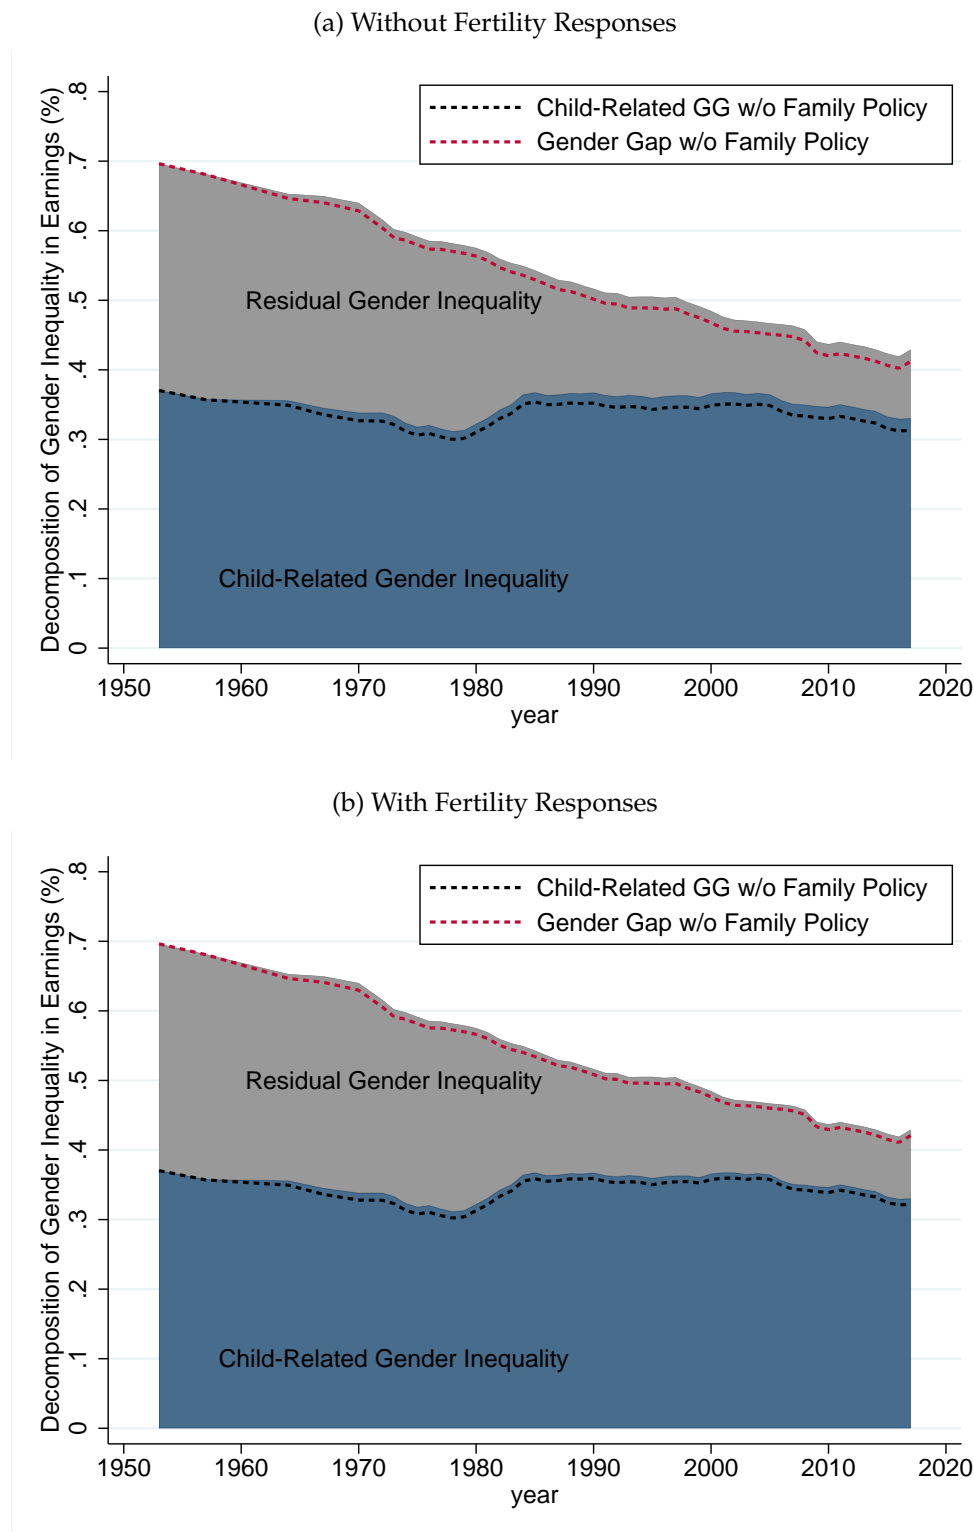 (a) Without Fertility Responses
Decomposition of Gender Inequality in Earnings (%)
.8
.7
.6
.5
.4
.3
.2
.1
0
Child-Related GG w/o Family Policy
Gender Gap w/o Family Policy
Residual Gender Inequality
Child-Related Gender Inequality
1950 1960 1970 1980 1990 2000 2010 2020
year
(b) With Fertility Responses
Decomposition of Gender Inequality in Earnings (%)
.8
.7
.6
.5
.4
.3
.2
.1
0
Child-Related GG w/o Family Policy
Gender Gap w/o Family Policy
Residual Gender Inequality
Child-Related Gender Inequality
1950 1960 1970 1980 1990 2000 2010 2020
year